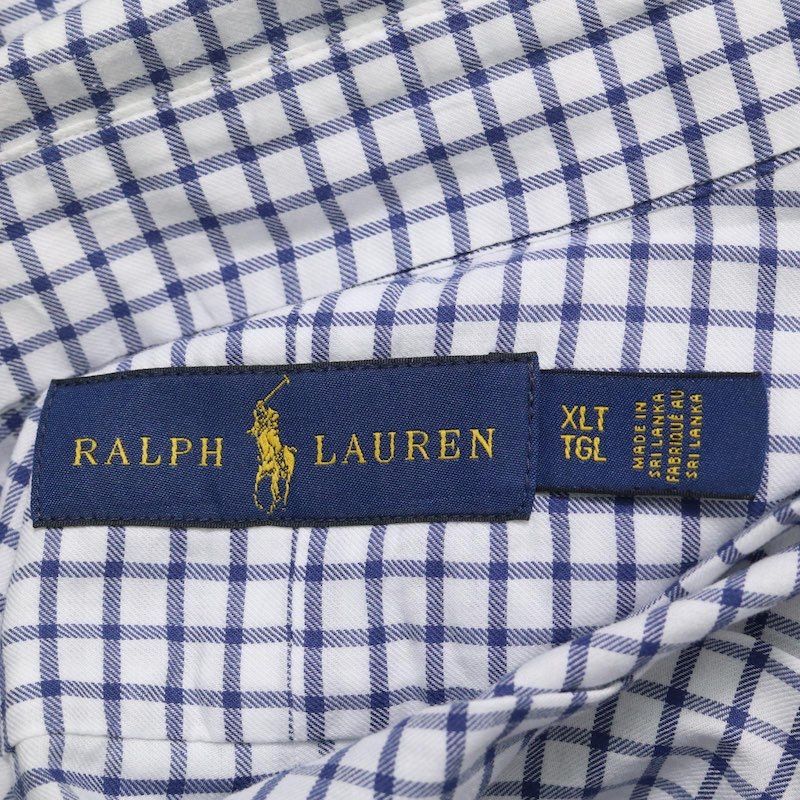 RALPH LAUREN
XLT
TGL
MADE IN
SRI LANKA
FABRIQUÉ AU
SRI LANKA